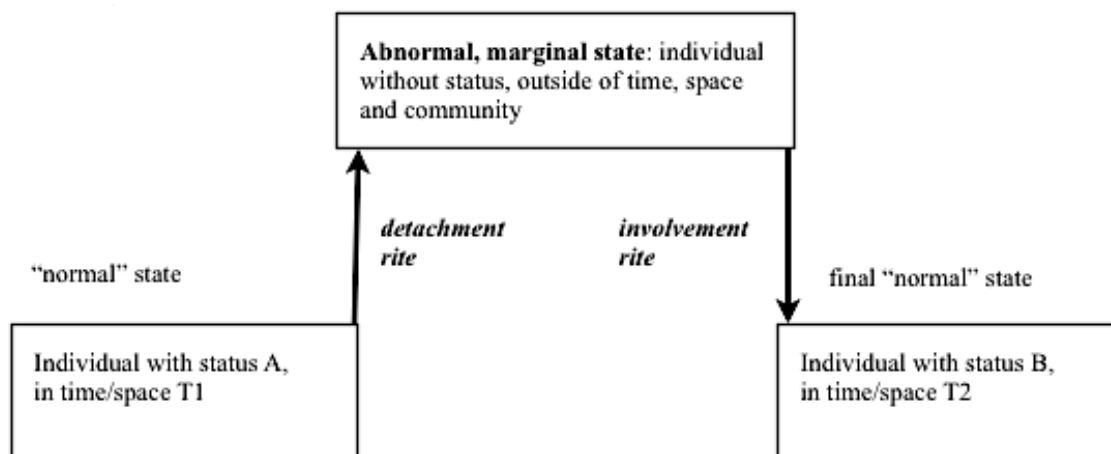 Abnormal, marginal state: individual
without status, outside of time, space
and community
detachment
rite
involvement
rite
“normal” state
final “normal” state
Individual with status A,
in time/space T1
Individual with status B,
in time/space T2